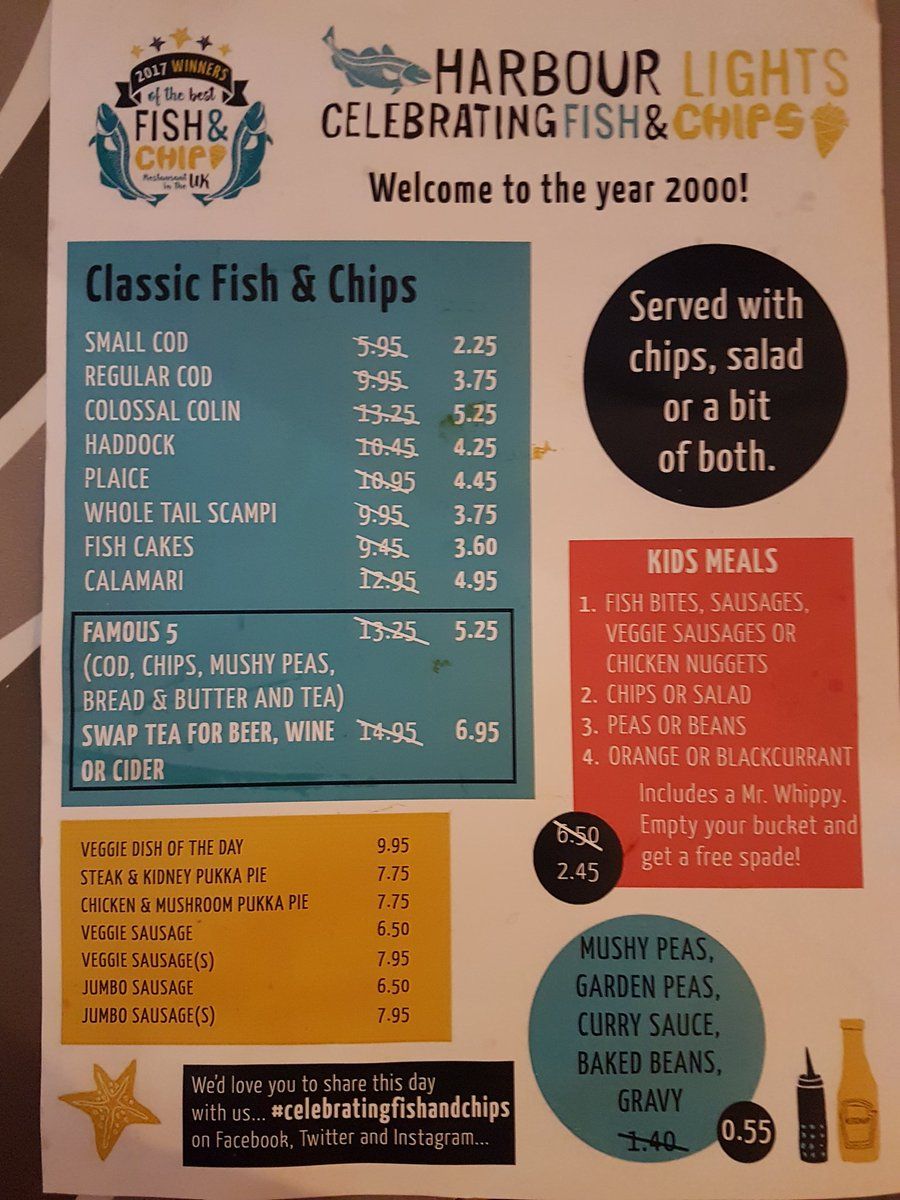 2017 WINNERS
of the best
FISH &
CHIP
Restaurant
in the UK
HARBOUR LIGHTS
CELEBRATING FISH & CHIPS
Welcome to the year 2000!
Classic Fish & Chips
SMALL COD 5.95 2.25
REGULAR COD 9.95 3.75
COLOSSAL COLIN 13.25 5.25
HADDOCK 10.45 4.25
PLAICE 10.95 4.45
WHOLE TAIL SCAMPI 9.95 3.75
FISH CAKES 9.45 3.60
CALAMARI 12.95 4.95
FAMOUS 5 13.25 5.25
(COD, CHIPS, MUSHY PEAS,
BREAD & BUTTER AND TEA)
SWAP TEA FOR BEER, WINE 14.95 6.95
OR CIDER
Served with
chips, salad
or a bit
of both.
KIDS MEALS
1. FISH BITES, SAUSAGES,
VEGGIE SAUSAGES OR
CHICKEN NUGGETS
2. CHIPS OR SALAD
3. PEAS OR BEANS
4. ORANGE OR BLACKCURRANT
Includes a Mr. Whippy.
Empty your bucket and
get a free spade!
6.50
2.45
VEGGIE DISH OF THE DAY 9.95
STEAK & KIDNEY PUKKA PIE 7.75
CHICKEN & MUSHROOM PUKKA PIE 7.75
VEGGIE SAUSAGE 6.50
VEGGIE SAUSAGE(S) 7.95
JUMBO SAUSAGE 6.50
JUMBO SAUSAGE(S) 7.95
MUSHY PEAS,
GARDEN PEAS,
CURRY SAUCE,
BAKED BEANS,
GRAVY
1.40 0.55
We'd love you to share this day
with us... #celebratingfishandchips
on Facebook, Twitter and Instagram...